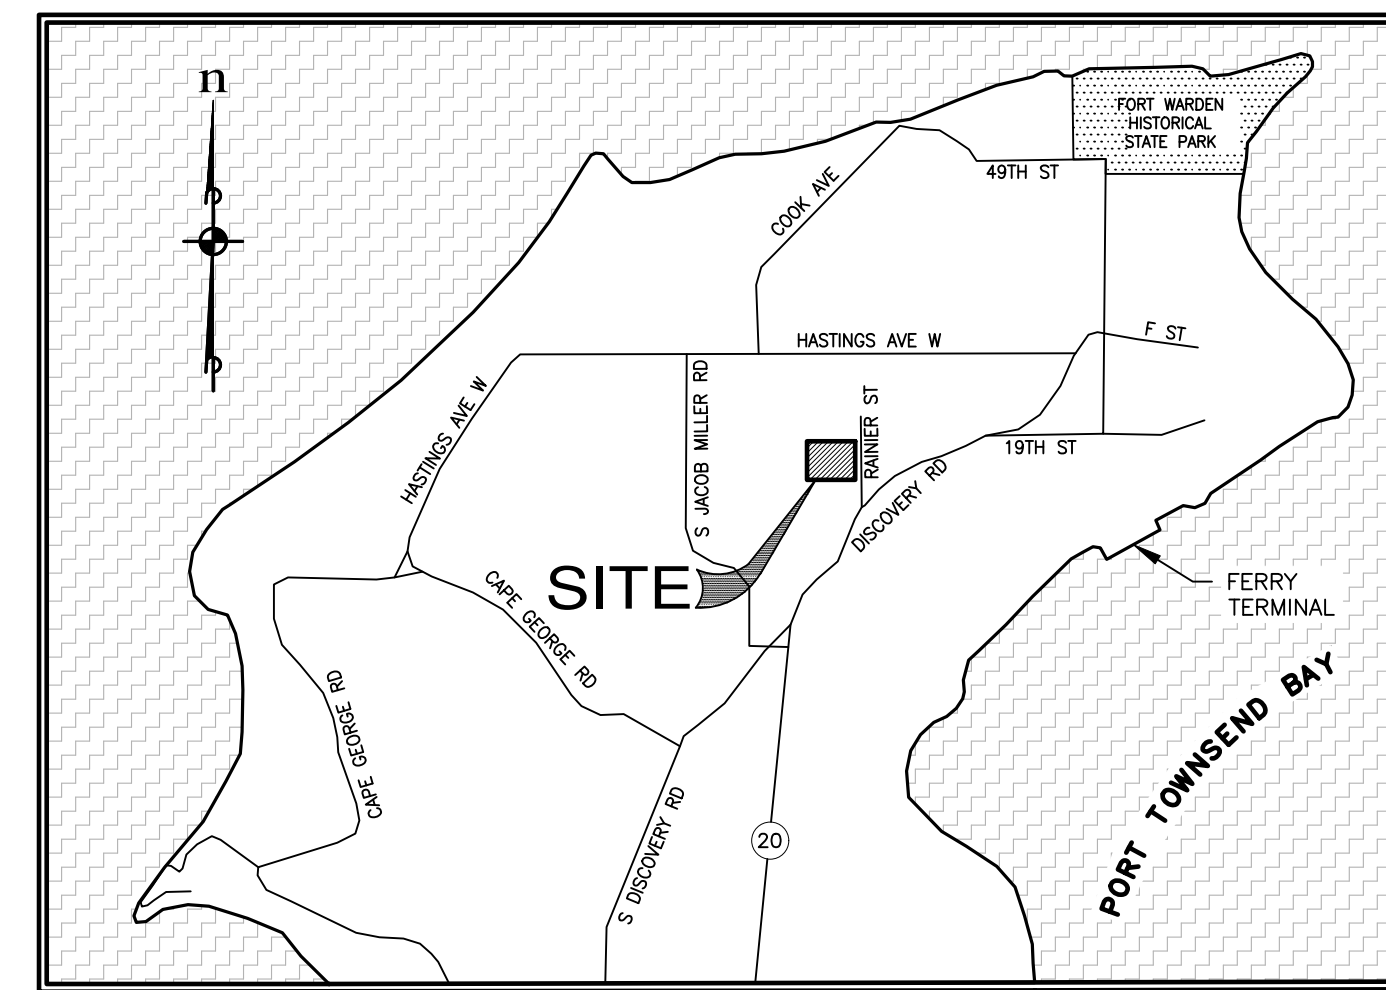 n
FORT WARDEN
HISTORICAL
STATE PARK
49TH ST
COOK AVE
HASTINGS AVE W
F ST
HASTINGS AVE W
S JACOB MILLER RD
RAINIER ST
19TH ST
DISCOVERY RD
SITE
CAPE GEORGE RD
FERRY
TERMINAL
CAPE GEORGE RD
S DISCOVERY RD
20
PORT TOWNSEND BAY